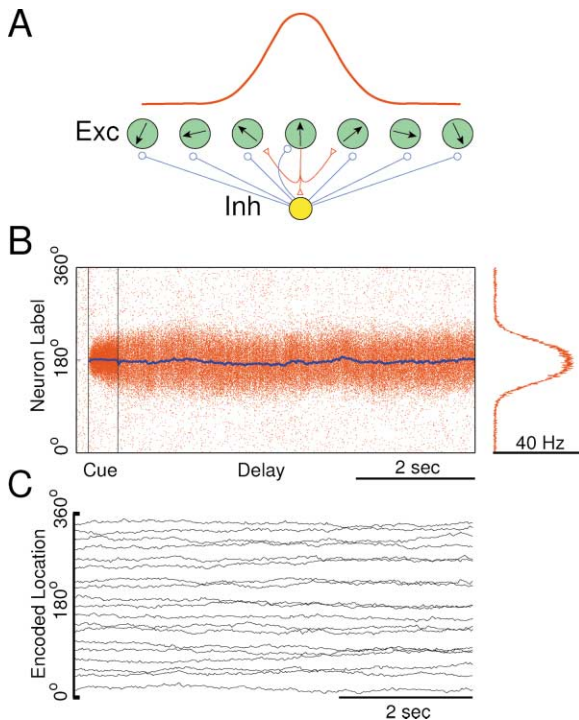 A
Exc
Inh
B
Neuron Label
360°
180°
0°
Cue
Delay
2 sec
40 Hz
C
Encoded Location
360°
180°
0°
2 sec